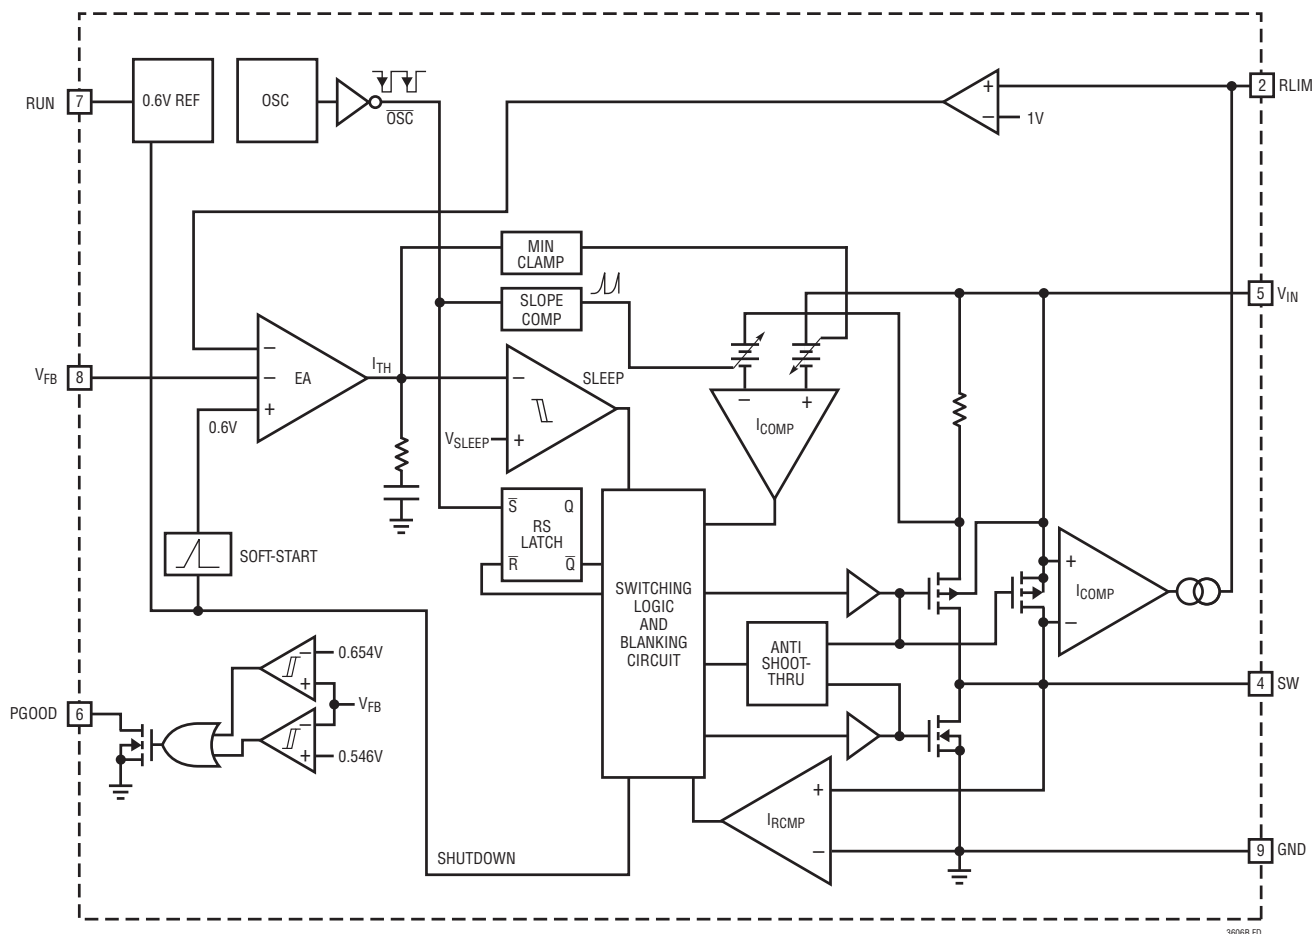 RUN
7
0.6V REF
OSC
OSC
+
−
1V
2
RLIM
MIN
CLAMP
SLOPE
COMP
5
VIN
VFB
8
−
−
+
EA
0.6V
ITH
−
+
VSLEEP
SLEEP
−
+
ICOMP
S
Q
RS
LATCH
R
Q
SOFT-START
SWITCHING
LOGIC
AND
BLANKING
CIRCUIT
ANTI
SHOOT-
THRU
+
−
ICOMP
4
SW
PGOOD
6
−
+
0.654V
VFB
−
+
0.546V
+
−
IRCMP
SHUTDOWN
9
GND
3606B FD